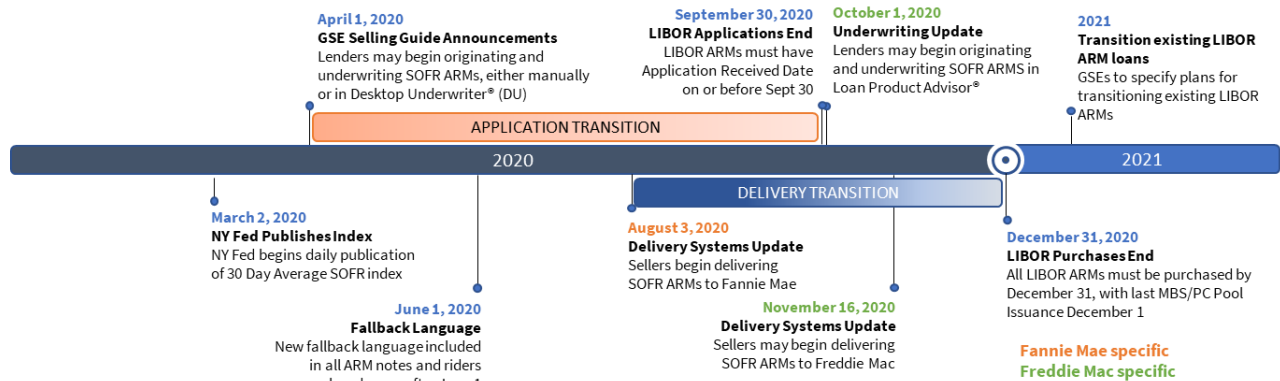 April 1, 2020
GSE Selling Guide Announcements
Lenders may begin originating and
underwriting SOFR ARMs, either manually
or in Desktop Underwriter® (DU)
September 30, 2020
LIBOR Applications End
LIBOR ARMs must have
Application Received Date
on or before Sept 30
October 1, 2020
Underwriting Update
Lenders may begin originating
and underwriting SOFR ARMS in
Loan Product Advisor®
2021
Transition existing LIBOR
ARM loans
GSEs to specify plans for
transitioning existing LIBOR
ARMs
APPLICATION TRANSITION
2020
2021
DELIVERY TRANSITION
March 2, 2020
NY Fed Publishes Index
NY Fed begins daily publication
of 30 Day Average SOFR index
June 1, 2020
Fallback Language
New fallback language included
in all ARM notes and riders
August 3, 2020
Delivery Systems Update
Sellers begin delivering
SOFR ARMs to Fannie Mae
November 16, 2020
Delivery Systems Update
Sellers may begin delivering
SOFR ARMs to Freddie Mac
December 31, 2020
LIBOR Purchases End
All LIBOR ARMs must be purchased by
December 31, with last MBS/PC Pool
Issuance December 1
Fannie Mae specific
Freddie Mac specific